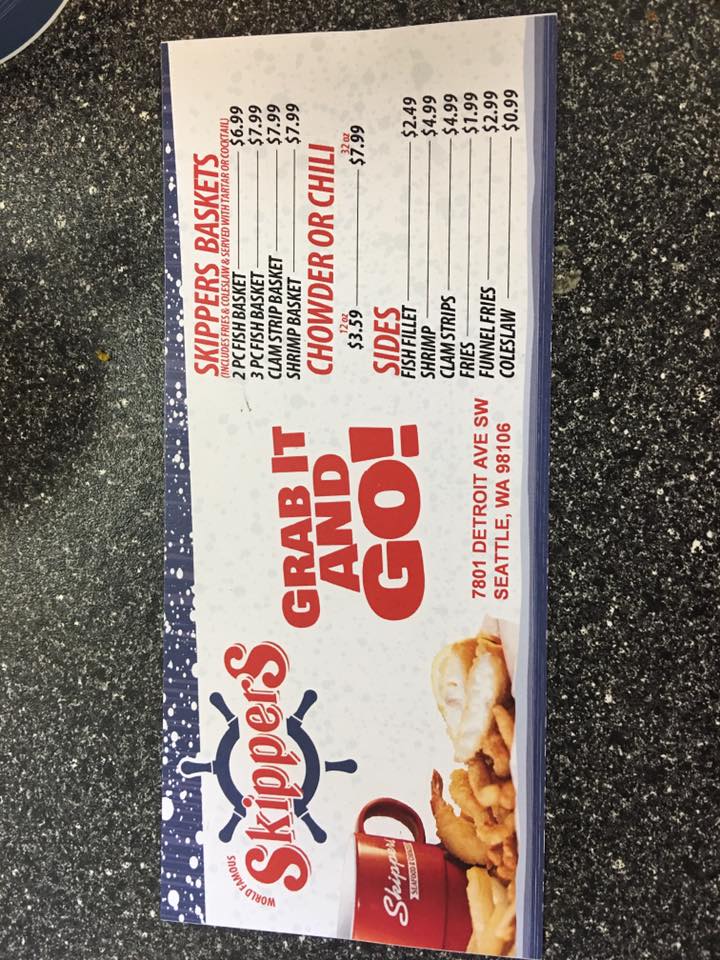 WORLD FAMOUS
Skippers
GRAB IT
AND
GO!
7801 DETROIT AVE SW
SEATTLE, WA 98106
Skippers
SKIPPERS BASKETS
(INCLUDES FRIES & COLESLAW & SERVED WITH TARTAR OR COCKTAIL)
2 PC FISH BASKET $6.99
3 PC FISH BASKET $7.99
CLAM STRIP BASKET $7.99
SHRIMP BASKET $7.99
CHOWDER OR CHILI
12 oz 32 oz
$3.59 $7.99
SIDES
FISH FILLET $2.49
SHRIMP $4.99
CLAM STRIPS $4.99
FRIES $1.99
FUNNEL FRIES $2.99
COLESLAW $0.99